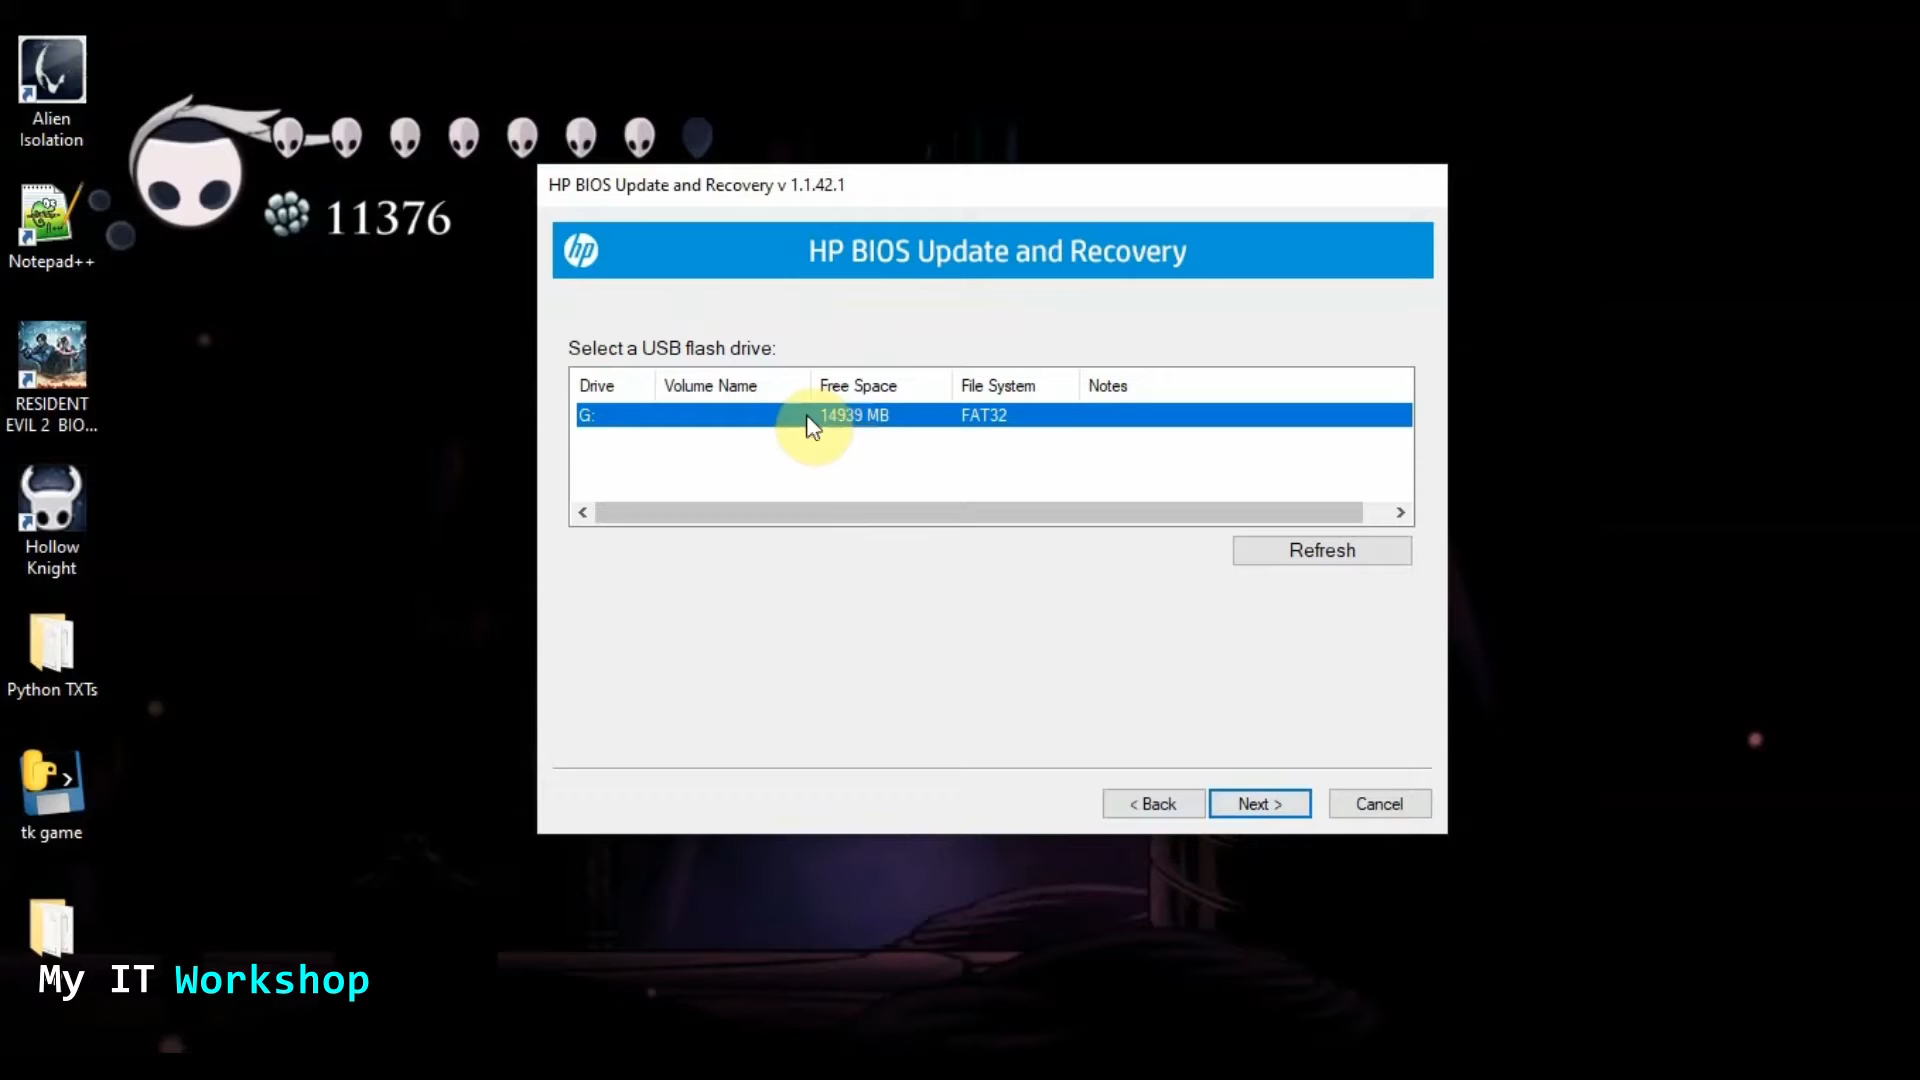 Alien
Isolation
Notepad++
RESIDENT
EVIL 2 BIO...
Hollow
Knight
Python TXTs
tk game
11376
HP BIOS Update and Recovery v 1.1.42.1
hp
HP BIOS Update and Recovery
Select a USB flash drive:
Drive Volume Name Free Space File System Notes
G: 14939 MB FAT32
Refresh
< Back Next > Cancel
My IT Workshop